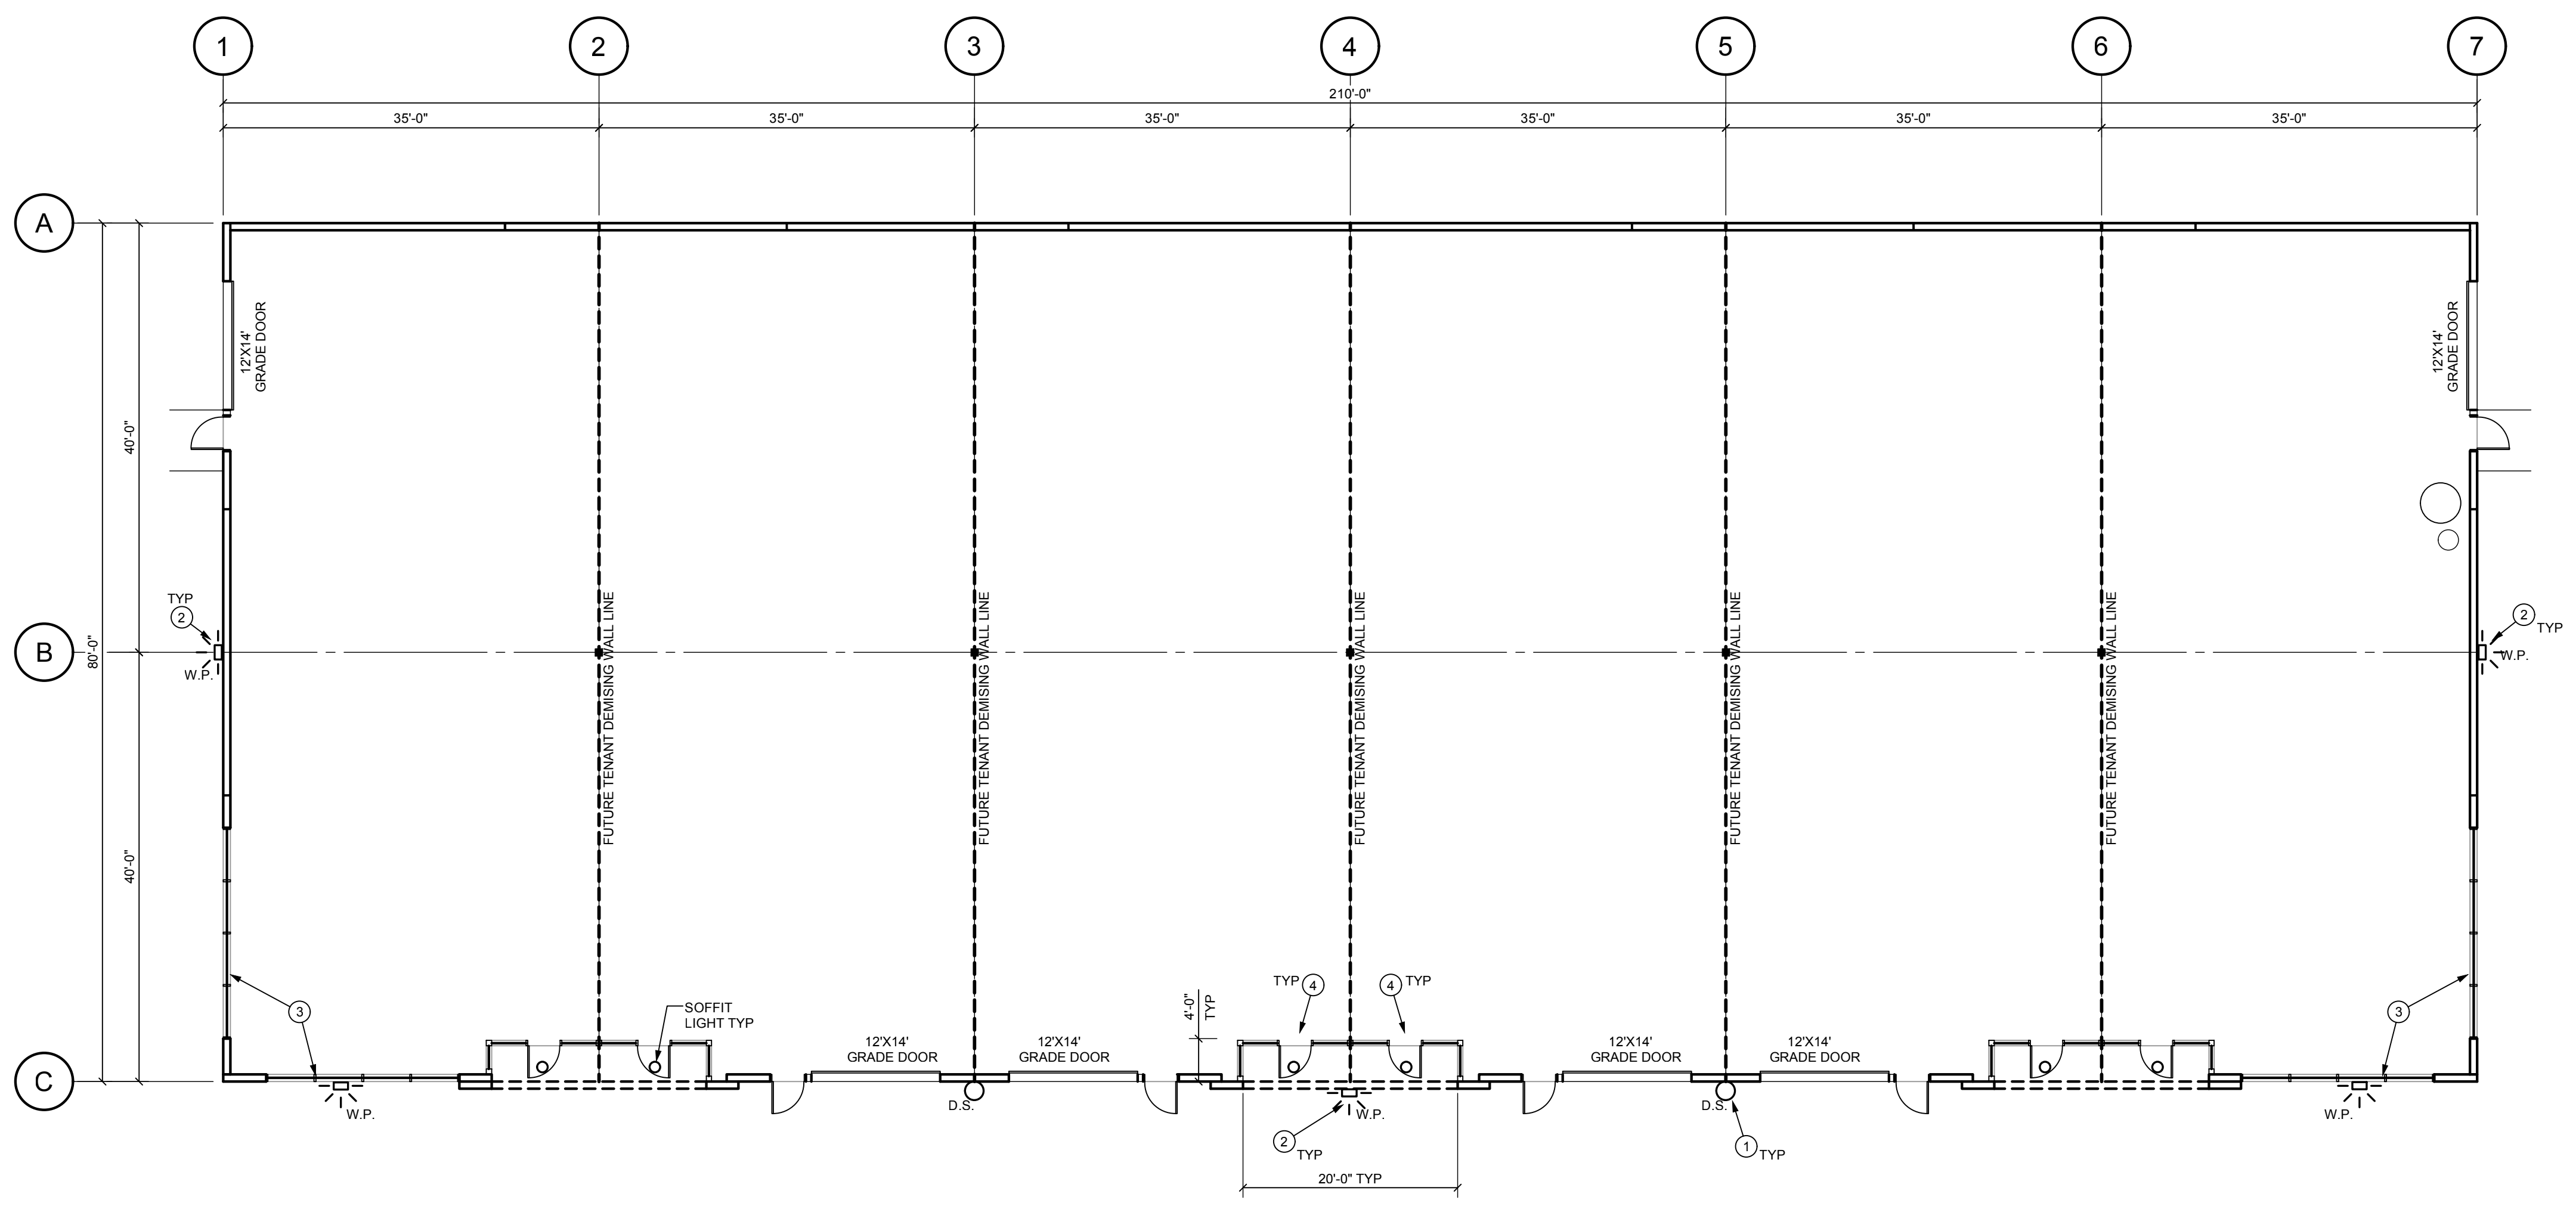 1
2
3
4
5
6
7
210'-0"
35'-0"
35'-0"
35'-0"
35'-0"
35'-0"
35'-0"
A
12'X14'
GRADE DOOR
12'X14'
GRADE DOOR
40'-0"
TYP
2
W.P.
B
80'-0"
FUTURE TENANT DEMISING WALL LINE
FUTURE TENANT DEMISING WALL LINE
FUTURE TENANT DEMISING WALL LINE
FUTURE TENANT DEMISING WALL LINE
FUTURE TENANT DEMISING WALL LINE
2
TYP
W.P.
40'-0"
3
SOFFIT
LIGHT TYP
4'-0"
TYP
TYP 4
4 TYP
3
12'X14'
GRADE DOOR
12'X14'
GRADE DOOR
12'X14'
GRADE DOOR
12'X14'
GRADE DOOR
C
W.P.
D.S.
W.P.
D.S.
W.P.
2
TYP
1
TYP
20'-0" TYP